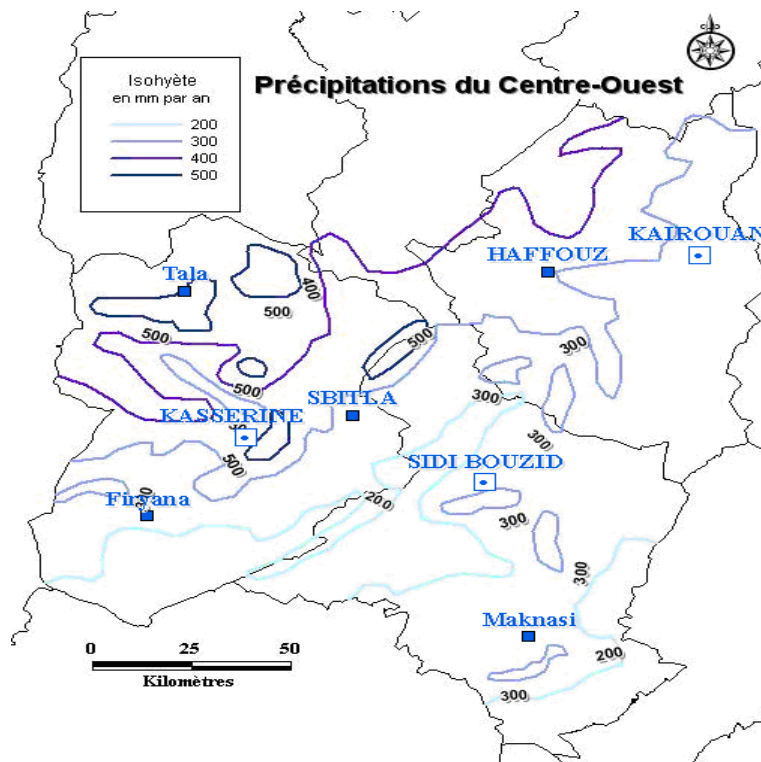 Précipitations du Centre-Ouest
Isohyète
en mm par an
200
300
400
500
KAIROUAN
HAFFOUZ
Tala
400
500
500
500
300
500
SBITLA
300
KASSERINE
300
500
SIDI BOUZID
200
Firyana
300
300
Maknasi
200
300
0 25 50
Kilomètres